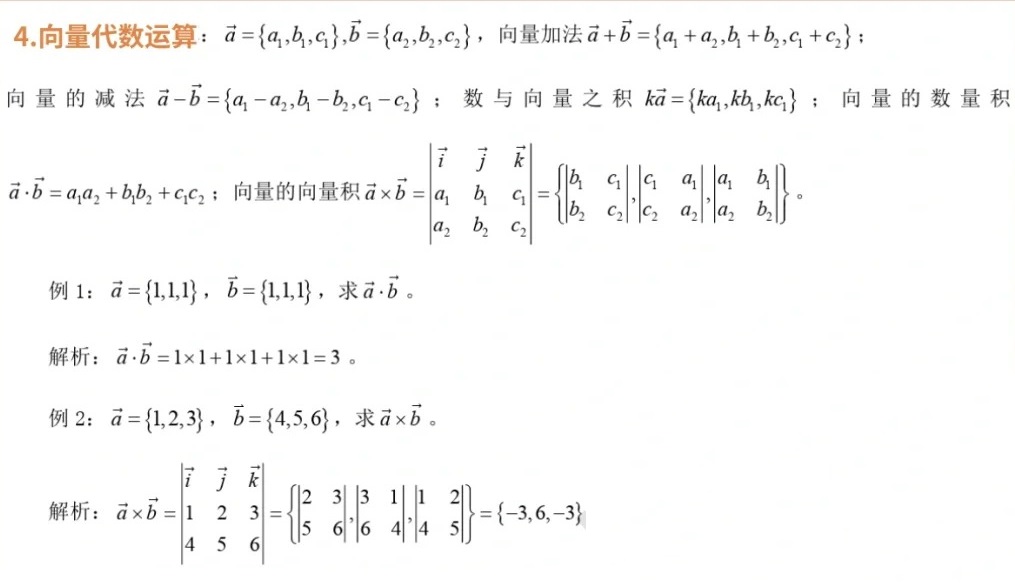 4.向量代数运算：$\vec{a}=\{a_1,b_1,c_1\},\vec{b}=\{a_2,b_2,c_2\}$，向量加法$\vec{a}+\vec{b}=\{a_1+a_2,b_1+b_2,c_1+c_2\}$；
向量的减法 $\vec{a}-\vec{b}=\{a_1-a_2,b_1-b_2,c_1-c_2\}$；数与向量之积 $k\vec{a}=\{ka_1,kb_1,kc_1\}$；向量的数量积
$\vec{a}\cdot\vec{b}=a_1a_2+b_1b_2+c_1c_2$；向量的向量积$\vec{a}\times\vec{b}=\begin{vmatrix}\vec{i}&\vec{j}&\vec{k}\\a_1&b_1&c_1\\a_2&b_2&c_2\end{vmatrix}=\left\{\begin{vmatrix}b_1&c_1\\b_2&c_2\end{vmatrix},\begin{vmatrix}c_1&a_1\\c_2&a_2\end{vmatrix},\begin{vmatrix}a_1&b_1\\a_2&b_2\end{vmatrix}\right\}$。
例 1：$\vec{a}=\{1,1,1\}$，$\vec{b}=\{1,1,1\}$，求$\vec{a}\cdot\vec{b}$。
解析：$\vec{a}\cdot\vec{b}=1\times1+1\times1+1\times1=3$。
例 2：$\vec{a}=\{1,2,3\}$，$\vec{b}=\{4,5,6\}$，求$\vec{a}\times\vec{b}$。
解析：$\vec{a}\times\vec{b}=\begin{vmatrix}\vec{i}&\vec{j}&\vec{k}\\1&2&3\\4&5&6\end{vmatrix}=\left\{\begin{vmatrix}2&3\\5&6\end{vmatrix},\begin{vmatrix}3&1\\6&4\end{vmatrix},\begin{vmatrix}1&2\\4&5\end{vmatrix}\right\}=\{-3,6,-3\}$